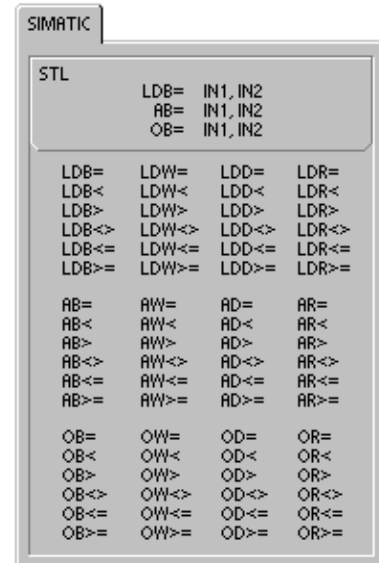 SIMATIC
STL
LDB= IN1, IN2
AB= IN1, IN2
OB= IN1, IN2
LDB= LDW= LDD= LDR=
LDB< LDW< LDD< LDR<
LDB> LDW> LDD> LDR>
LDB<> LDW<> LDD<> LDR<>
LDB<= LDW<= LDD<= LDR<=
LDB>= LDW>= LDD>= LDR>=
AB= AW= AD= AR=
AB< AW< AD< AR<
AB> AW> AD> AR>
AB<> AW<> AD<> AR<>
AB<= AW<= AD<= AR<=
AB>= AW>= AD>= AR>=
OB= OW= OD= OR=
OB< OW< OD< OR<
OB> OW> OD> OR>
OB<> OW<> OD<> OR<>
OB<= OW<= OD<= OR<=
OB>= OW>= OD>= OR>=